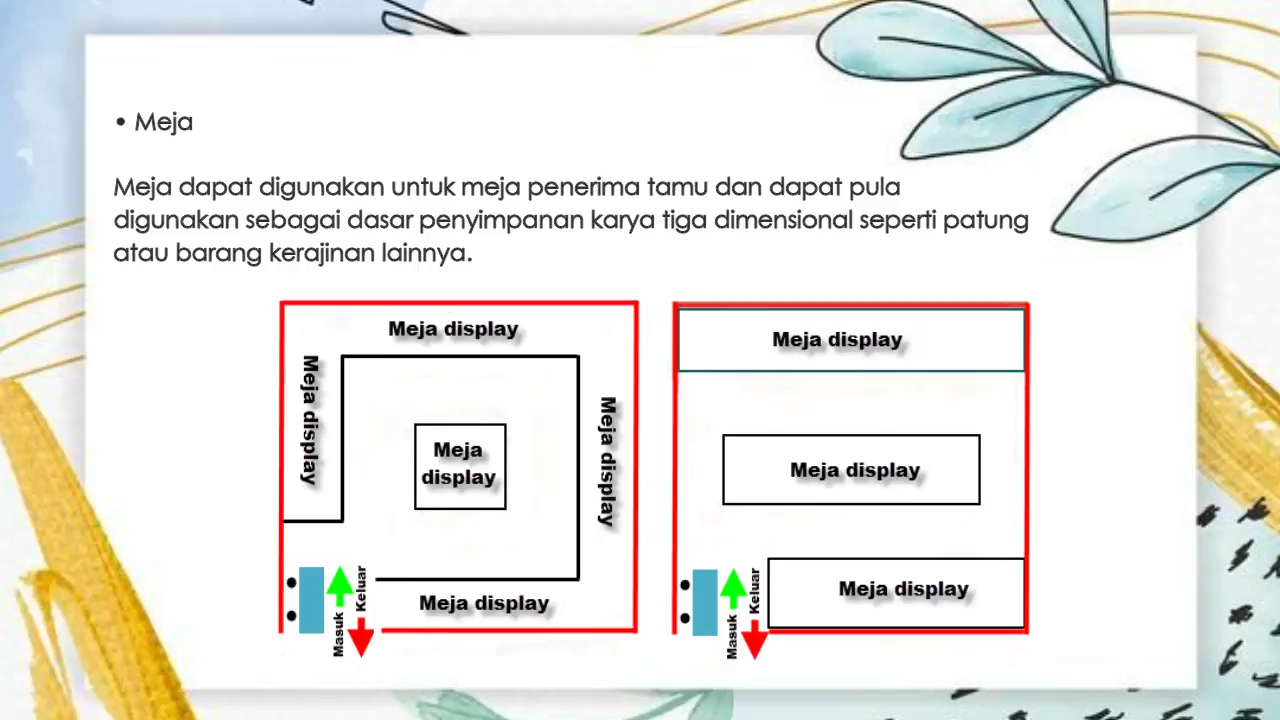 • Meja
Meja dapat digunakan untuk meja penerima tamu dan dapat pula
digunakan sebagai dasar penyimpanan karya tiga dimensional seperti patung
atau barang kerajinan lainnya.
Meja display
Meja display
Meja
display
Meja display
Meja display
Masuk
Keluar
Meja display
Meja display
Meja display
Masuk
Keluar